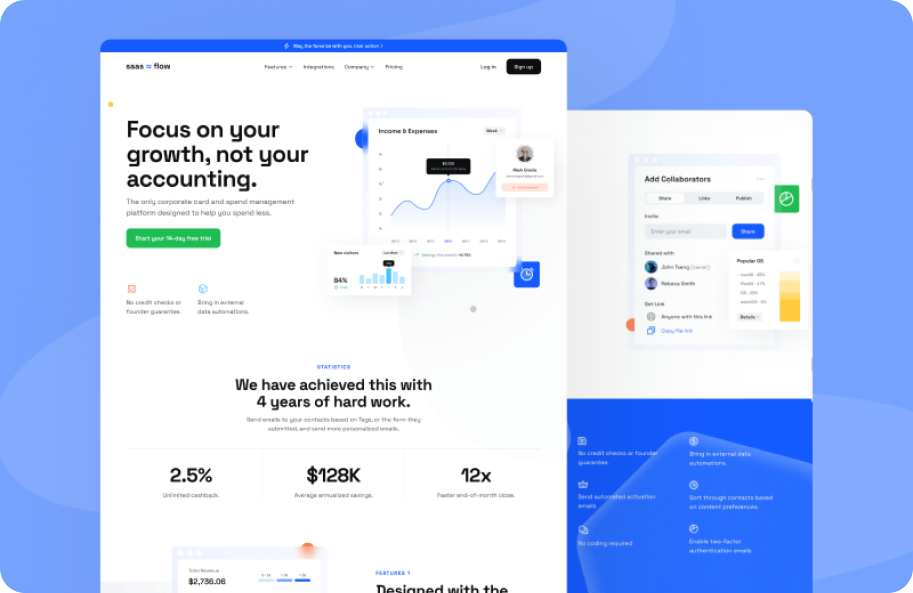 May the force be with you. User action
saas flow
Features
Integrations
Company
Pricing
Log In
Sign up
Focus on your
growth, not your
accounting.
The only corporate card and spend management
platform designed to help you spend less.
Start your 14-day free trial
No credit checks or
founder guarantee.
Bring in external
data automations.
Income & Expenses
Week
Mark Gracia
New visitors
84%
Add Collaborators
Share
Links
Publish
Invite
Enter your email
Share
Shared with
John Tseng (owner)
Rebeca Smith
Get Link
Anyone with this link
Copy the link
Popular OS
Details
STATISTICS
We have achieved this with
4 years of hard work.
Send emails to your contacts based on Tags, or the form they
submitted, and send more personalized emails.
2.5%
Unlimited cashback.
$128K
Average annualized savings.
12x
Faster end-of-month close.
No credit checks or founder
guarantee.
Bring in external data
automations.
Send automated activation
emails
Sort through contacts based
on content preferences.
No coding required
Enable two-factor
authentication emails
Total Revenue
$2,736.06
FEATURES 1
Designed with the